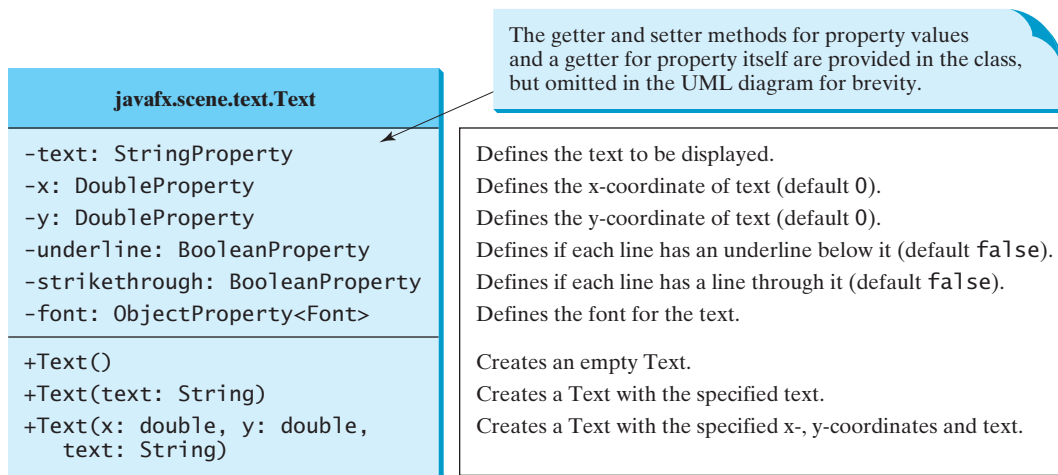 The getter and setter methods for property values
and a getter for property itself are provided in the class,
but omitted in the UML diagram for brevity.
javafx.scene.text.Text
-text: StringProperty
-x: DoubleProperty
-y: DoubleProperty
-underline: BooleanProperty
-strikethrough: BooleanProperty
-font: ObjectProperty<Font>
+Text()
+Text(text: String)
+Text(x: double, y: double,
text: String)
Defines the text to be displayed.
Defines the x-coordinate of text (default 0).
Defines the y-coordinate of text (default 0).
Defines if each line has an underline below it (default false).
Defines if each line has a line through it (default false).
Defines the font for the text.
Creates an empty Text.
Creates a Text with the specified text.
Creates a Text with the specified x-, y-coordinates and text.